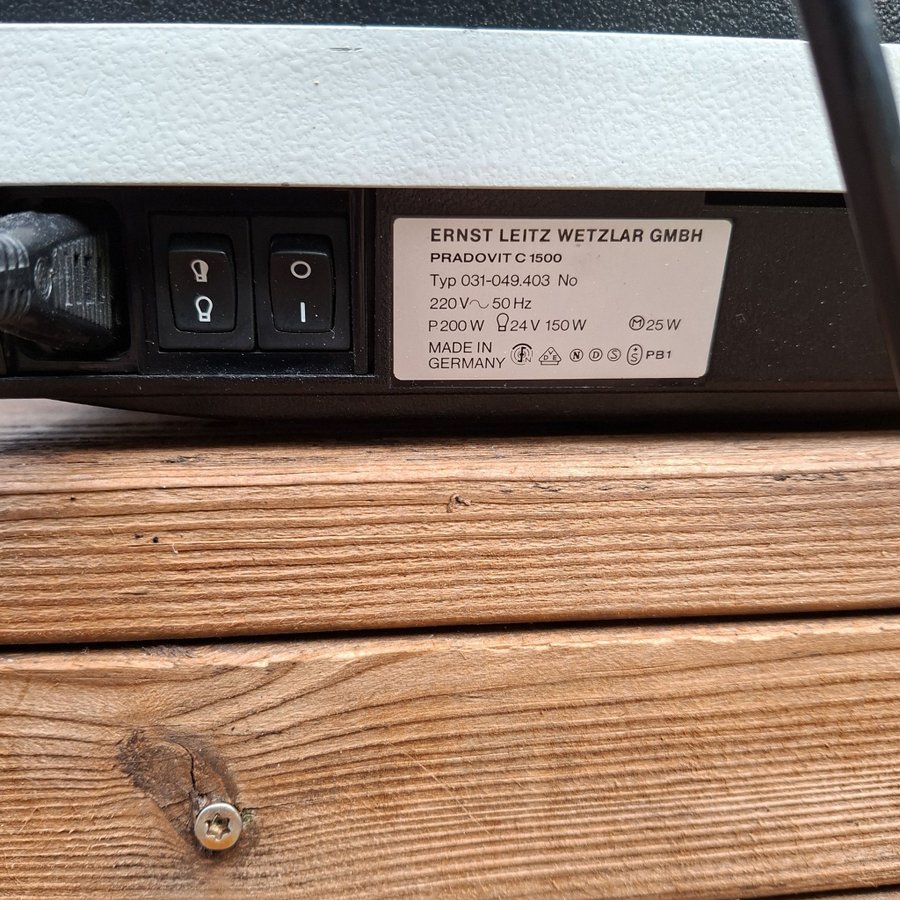 ERNST LEITZ WETZLAR GMBH
PRADOVIT C 1500
Typ 031-049.403 No
220 V~ 50 Hz
P 200 W 24 V 150 W M 25 W
MADE IN
GERMANY N D S +S PB1
O
I